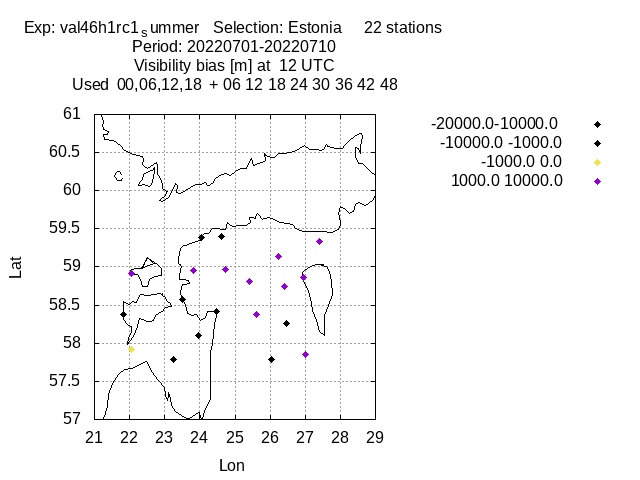 Exp: val46h1rc1summer   Selection: Estonia     22 stations
Period: 20220701-20220710
Visibility bias [m] at  12 UTC
Used  00,06,12,18  + 06 12 18 24 30 36 42 48
-20000.0-10000.0
-10000.0 -1000.0
-1000.0 0.0
1000.0 10000.0
61
60.5
60
59.5
59
58.5
58
57.5
57
Lat
21 22 23 24 25 26 27 28 29
Lon